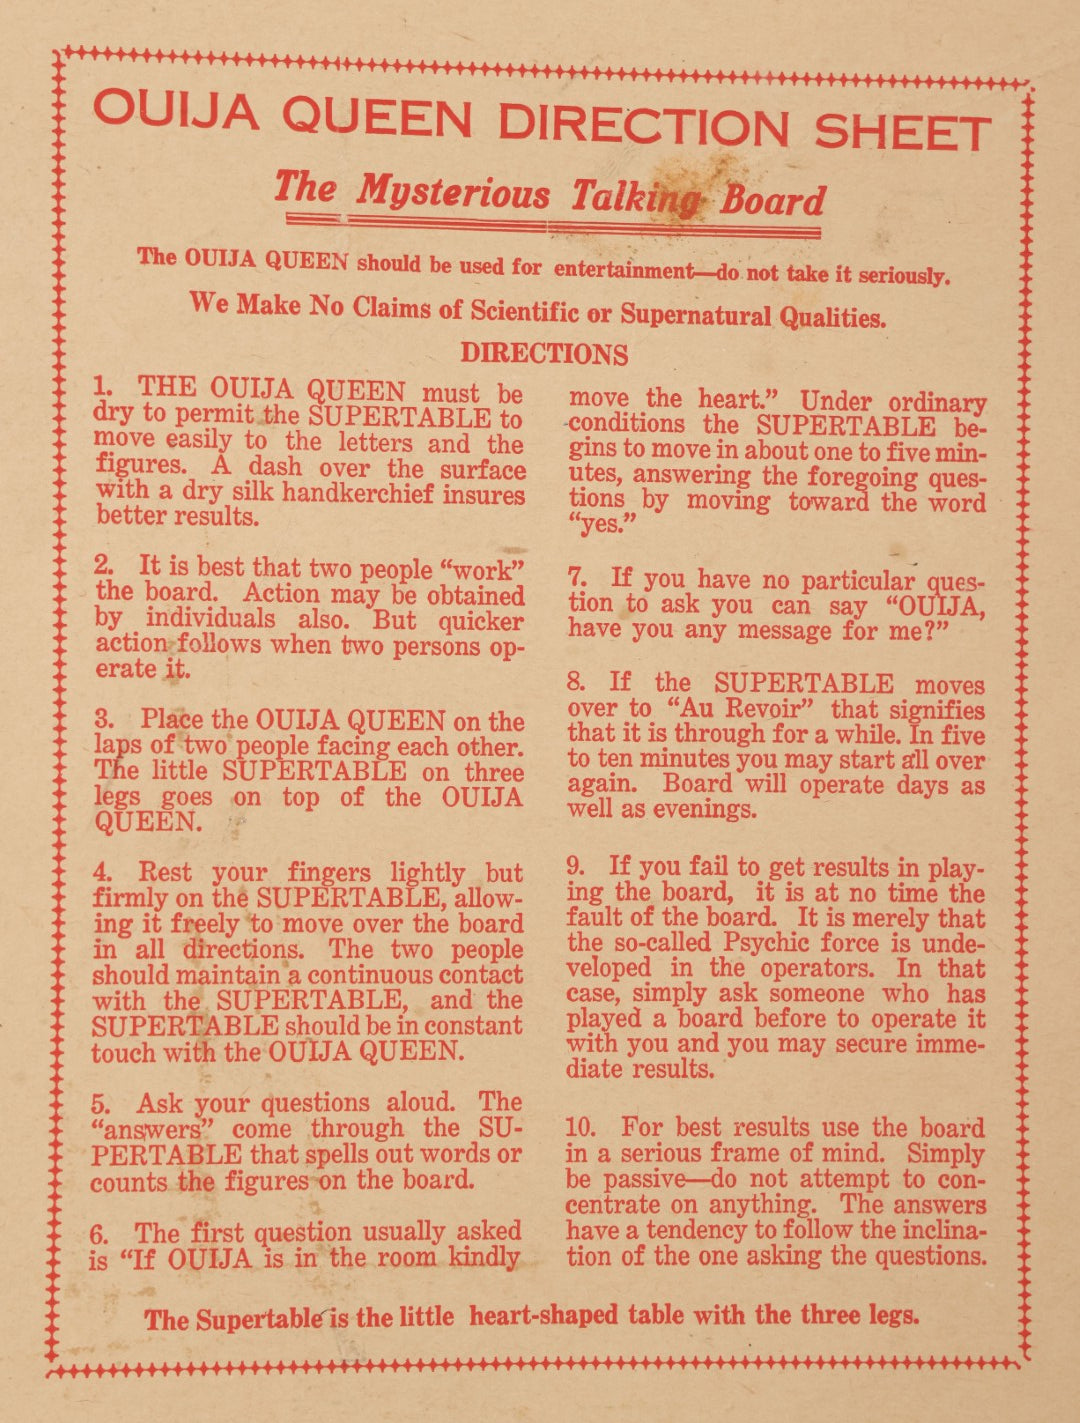 OUIJA QUEEN DIRECTION SHEET
The Mysterious Talking Board
The OUIJA QUEEN should be used for entertainment—do not take it seriously.
We Make No Claims of Scientific or Supernatural Qualities.
DIRECTIONS
1. THE OUIJA QUEEN must be
dry to permit the SUPERTABLE to
move easily to the letters and the
figures. A dash over the surface
with a dry silk handkerchief insures
better results.
2. It is best that two people “work”
the board. Action may be obtained
by individuals also. But quicker
action follows when two persons op-
erate it.
3. Place the OUIJA QUEEN on the
laps of two people facing each other.
The little SUPERTABLE on three
legs goes on top of the OUIJA
QUEEN.
4. Rest your fingers lightly but
firmly on the SUPERTABLE, allow-
ing it freely to move over the board
in all directions. The two people
should maintain a continuous contact
with the SUPERTABLE, and the
SUPERTABLE should be in constant
touch with the OUIJA QUEEN.
5. Ask your questions aloud. The
“answers” come through the SU-
PERTABLE that spells out words or
counts the figures on the board.
6. The first question usually asked
is “If OUIJA is in the room kindly
move the heart.” Under ordinary
conditions the SUPERTABLE be-
gins to move in about one to five min-
utes, answering the foregoing ques-
tions by moving toward the word
“yes.”
7. If you have no particular ques-
tion to ask you can say “OUIJA,
have you any message for me?”
8. If the SUPERTABLE moves
over to “Au Revoir” that signifies
that it is through for a while. In five
to ten minutes you may start all over
again. Board will operate days as
well as evenings.
9. If you fail to get results in play-
ing the board, it is at no time the
fault of the board. It is merely that
the so-called Psychic force is unde-
veloped in the operators. In that
case, simply ask someone who has
played a board before to operate it
with you and you may secure imme-
diate results.
10. For best results use the board
in a serious frame of mind. Simply
be passive—do not attempt to con-
centrate on anything. The answers
have a tendency to follow the inclina-
tion of the one asking the questions.
The Supertable is the little heart-shaped table with the three legs.